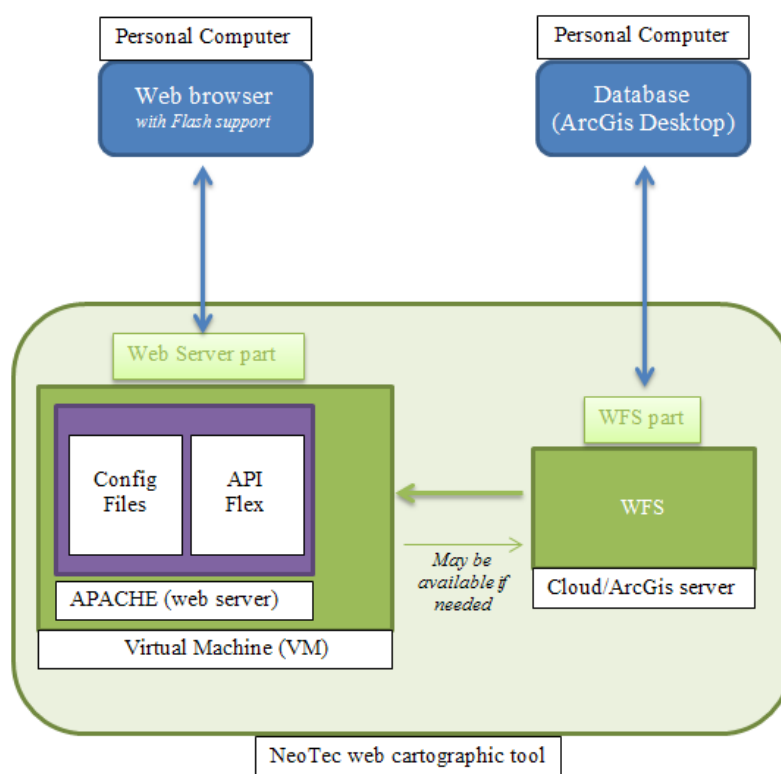 Personal Computer
Web browser
with Flash support
Personal Computer
Database
(ArcGis Desktop)
Web Server part
Config
Files
API
Flex
APACHE (web server)
Virtual Machine (VM)
May be
available if
needed
WFS part
WFS
Cloud/ArcGis server
NeoTec web cartographic tool